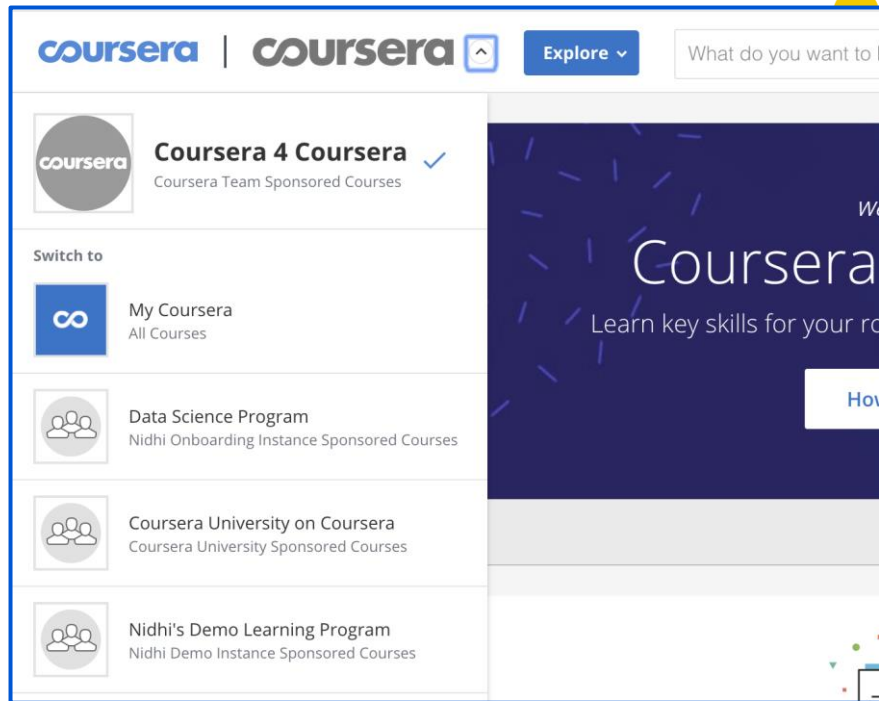 coursera | coursera
Explore
What do you want to
Coursera 4 Coursera
Coursera Team Sponsored Courses
Switch to
My Coursera
All Courses
Data Science Program
Nidhi Onboarding Instance Sponsored Courses
Coursera University on Coursera
Coursera University Sponsored Courses
Nidhi's Demo Learning Program
Nidhi Demo Instance Sponsored Courses
coursera
Coursera
Learn key skills for your